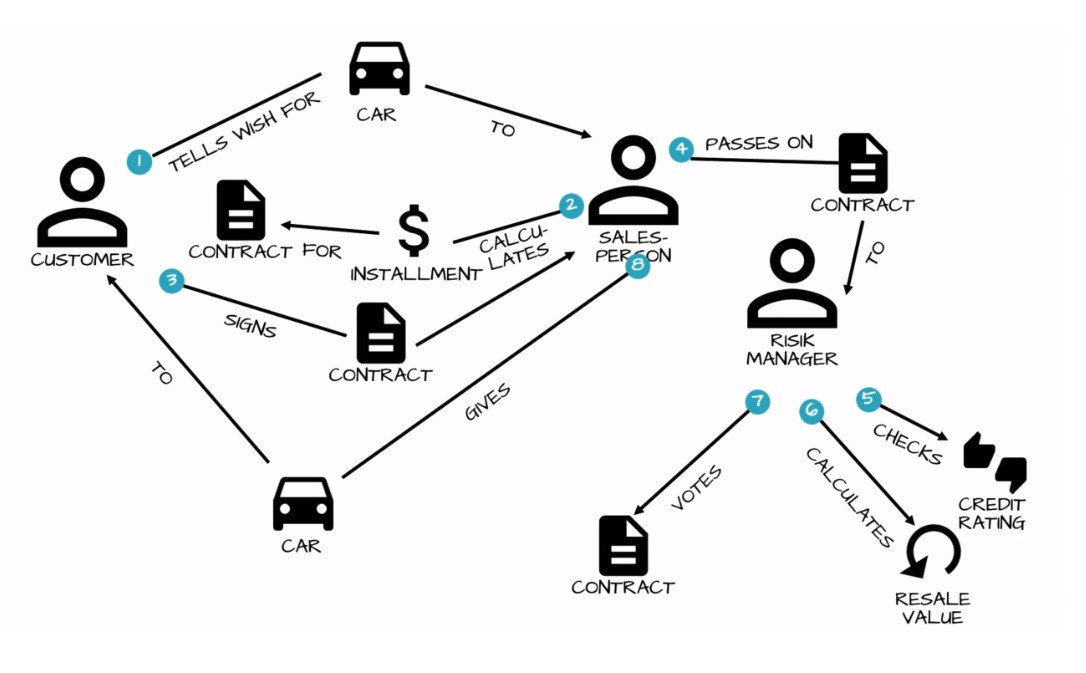 CAR
TELLS WISH FOR
TO
1
CUSTOMER
CONTRACT FOR
$
INSTALLMENT
2
CALCU-
LATES
SALES-
PERSON
3
SIGNS
CONTRACT
4
PASSES ON
CONTRACT
TO
RISIK
MANAGER
5
CHECKS
CREDIT
RATING
6
CALCULATES
RESALE
VALUE
7
VOTES
CONTRACT
8
GIVES
CAR
TO